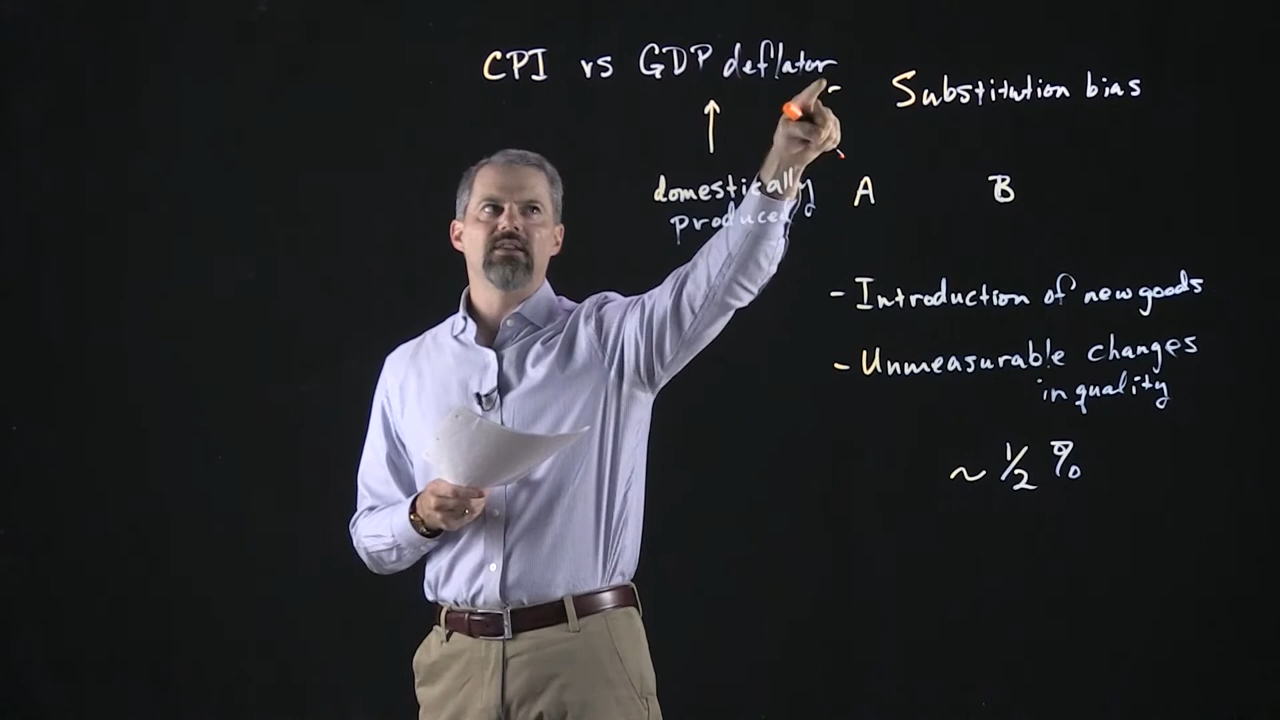 CPI vs GDP deflator
- Substitution bias
↑
domestically
produced
A B
- Introduction of new goods
- Unmeasurable changes
in quality
~ 1/2 %